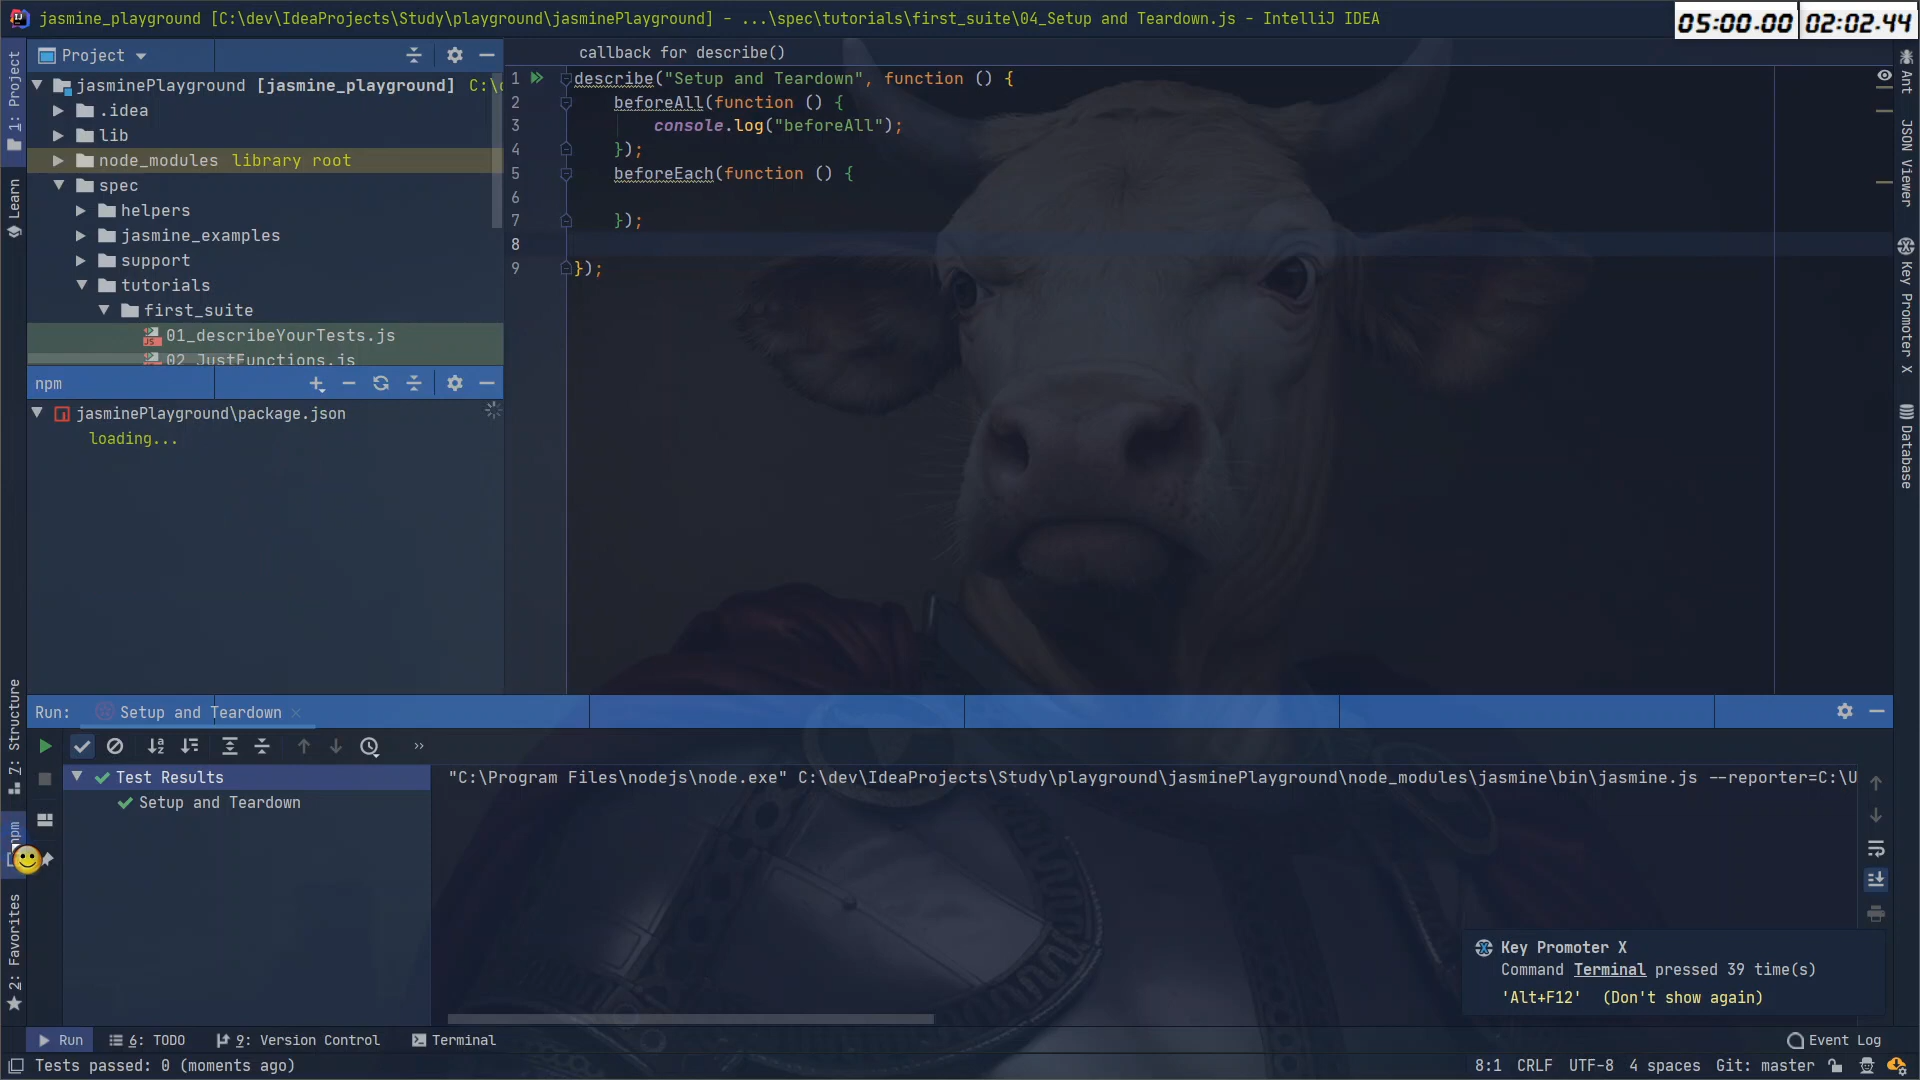 jasmine_playground [C:\dev\IdeaProjects\Study\playground\jasminePlayground] - ...\spec\tutorials\first_suite\04_Setup and Teardown.js - IntelliJ IDEA
05:00.00 02:02.44
Project
callback for describe()
jasminePlayground [jasmine_playground]
.idea
lib
node_modules library root
spec
helpers
jasmine_examples
support
tutorials
first_suite
01_describeYourTests.js
02_JustFunctions.js
1 describe("Setup and Teardown", function () {
2 beforeAll(function () {
3 console.log("beforeAll");
4 });
5 beforeEach(function () {
6
7 });
8
9 });
npm
jasminePlayground\package.json
loading...
1: Project
Learn
Z: Structure
npm
2: Favorites
Ant
JSON Viewer
Key Promoter X
Database
Run: Setup and Teardown
Test Results
Setup and Teardown
"C:\Program Files\nodejs\node.exe" C:\dev\IdeaProjects\Study\playground\jasminePlayground\node_modules\jasmine\bin\jasmine.js --reporter=C:\U
Key Promoter X
Command Terminal pressed 39 time(s)
'Alt+F12' (Don't show again)
Run 6: TODO 9: Version Control Terminal Event Log
Tests passed: 0 (moments ago) 8:1 CRLF UTF-8 4 spaces Git: master